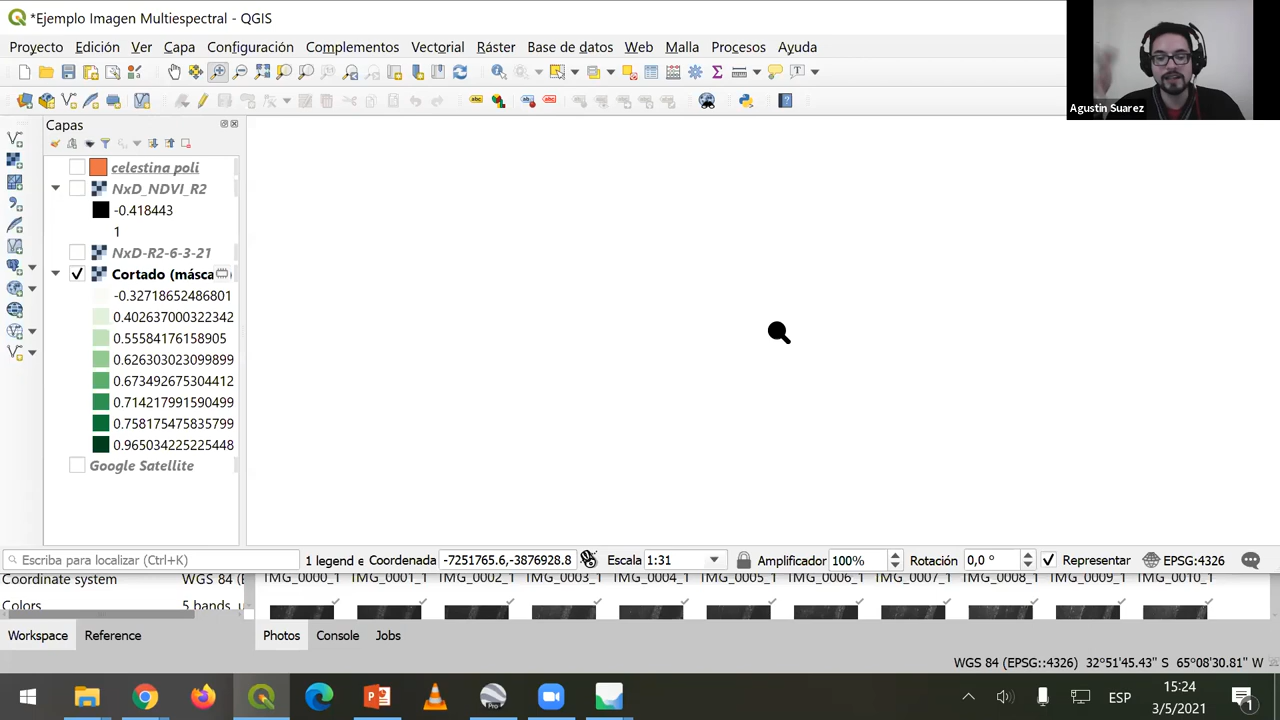 *Ejemplo Imagen Multiespectral - QGIS
Proyecto Edición Ver Capa Configuración Complementos Vectorial Ráster Base de datos Web Malla Procesos Ayuda
Agustin Suarez
Capas
celestina poli
NxD_NDVI_R2
-0.418443
1
NxD-R2-6-3-21
Cortado (másca
-0.32718652486801
0.402637000322342
0.55584176158905
0.626303023099899
0.673492675304412
0.714217991590499
0.758175475835799
0.965034225225448
Google Satellite
Escriba para localizar (Ctrl+K) 1 legend e Coordenada -7251765.6,-3876928.8 Escala 1:31 Amplificador 100% Rotación 0,0 ° Representar EPSG:4326
Coordinate system WGS 84 (E IMG_0000_1 IMG_0001_1 IMG_0002_1 IMG_0003_1 IMG_0004_1 IMG_0005_1 IMG_0006_1 IMG_0007_1 IMG_0008_1 IMG_0009_1 IMG_0010_1
Colors 5 bands,
Workspace Reference Photos Console Jobs
WGS 84 (EPSG::4326) 32°51'45.43" S 65°08'30.81" W
Pro ESP 15:24
3/5/2021 1